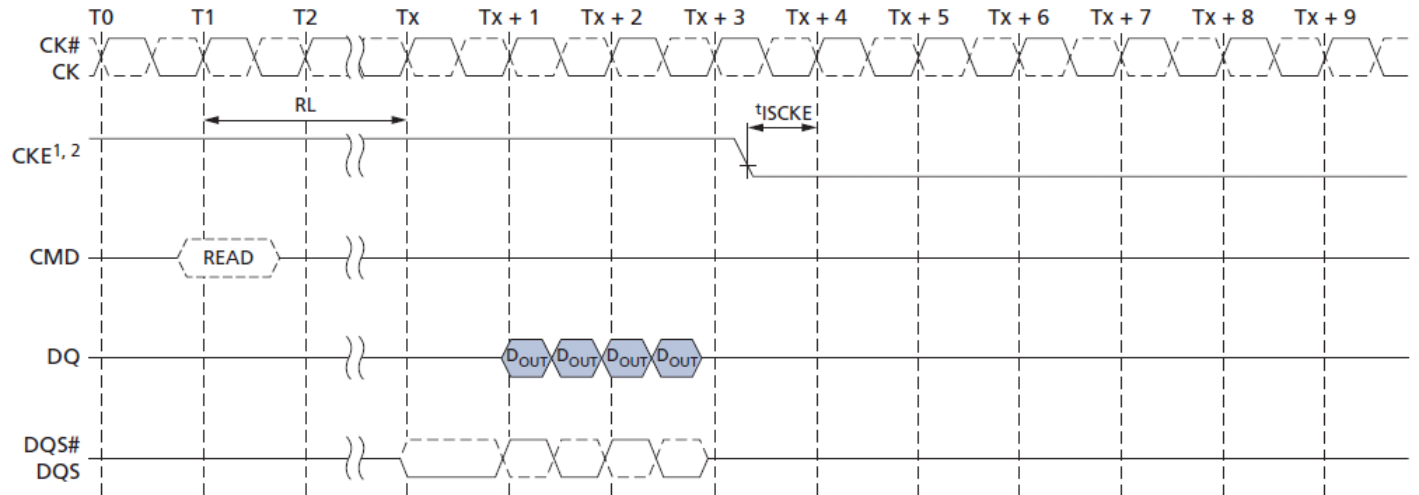 T0 T1 T2 Tx Tx + 1 Tx + 2 Tx + 3 Tx + 4 Tx + 5 Tx + 6 Tx + 7 Tx + 8 Tx + 9
CK#
CK
RL
tISCKE
CKE1, 2
CMD READ
DQ DOUT DOUT DOUT DOUT
DQS#
DQS